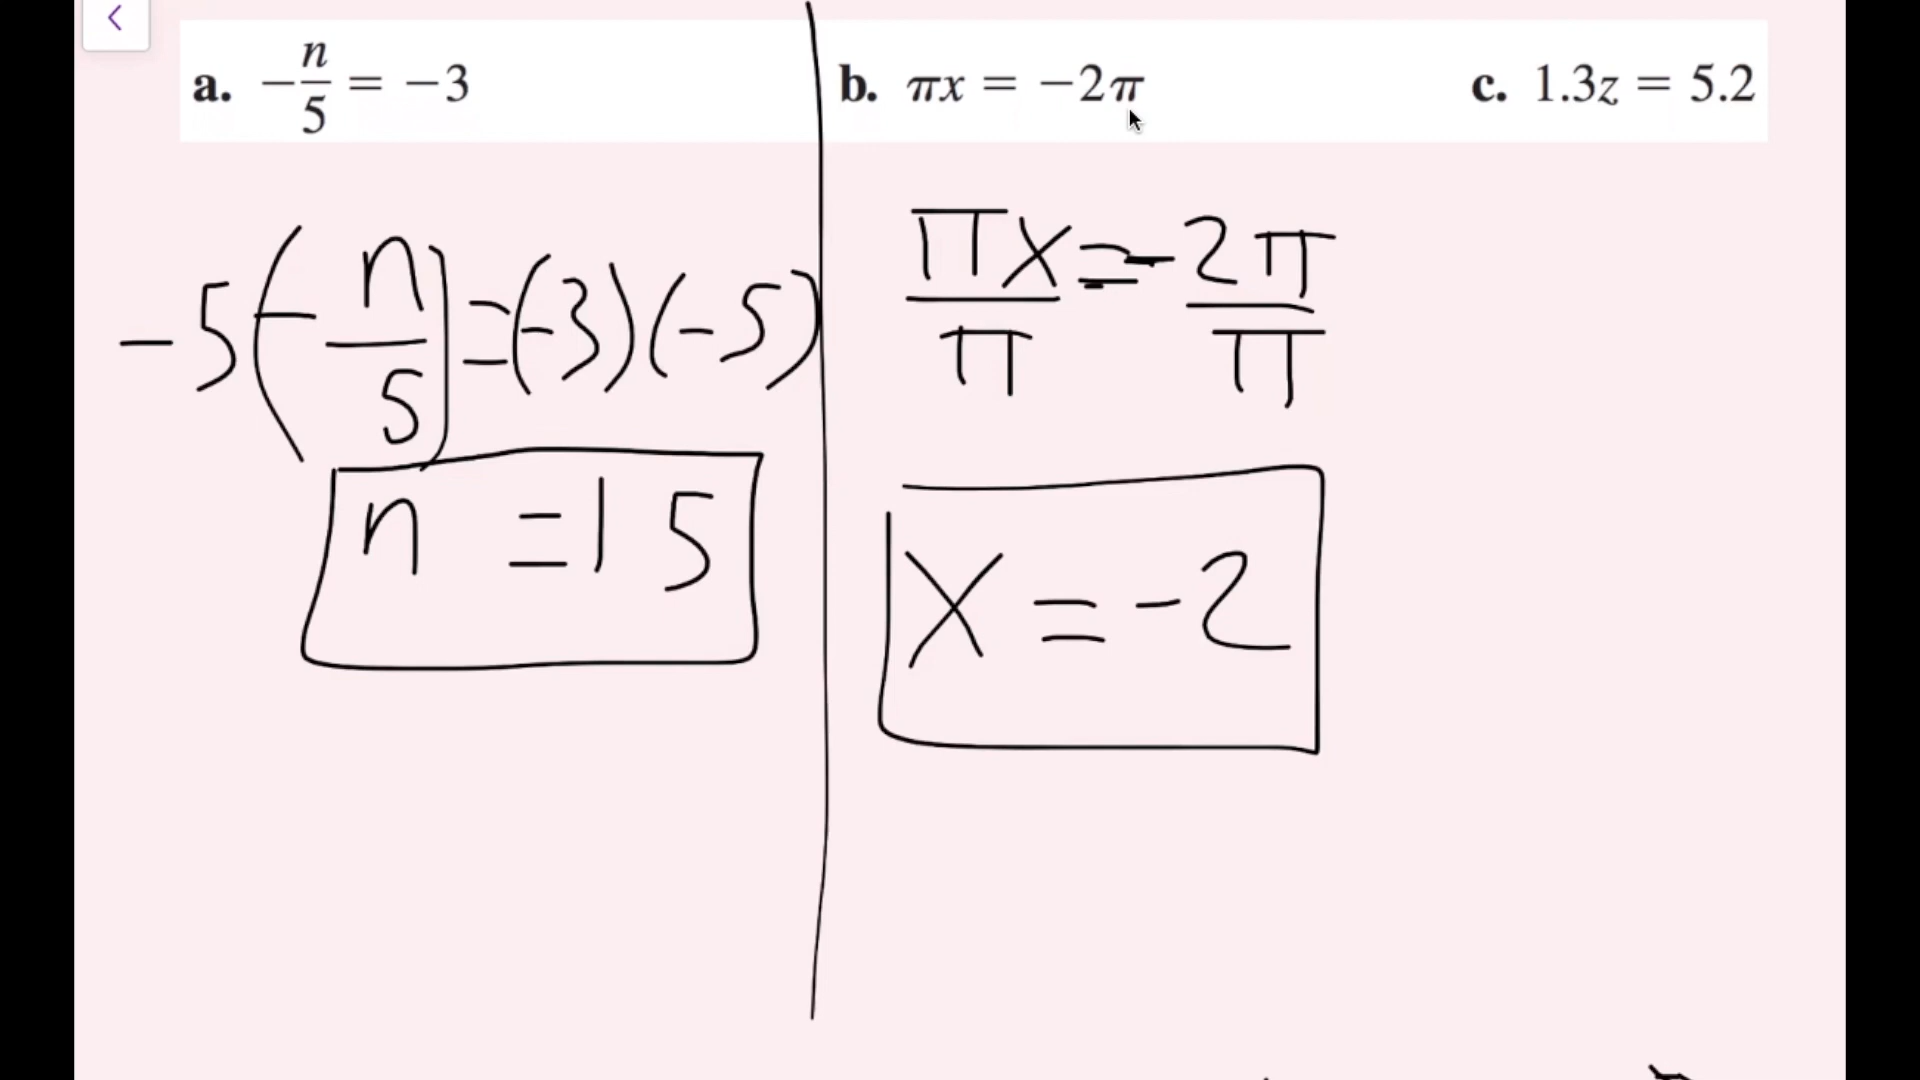 a. −n/5 = −3
b. πx = −2π
c. 1.3z = 5.2
−5(−n/5) = (−3)(−5)
n = 15
πx/π = −2π/π
x = −2